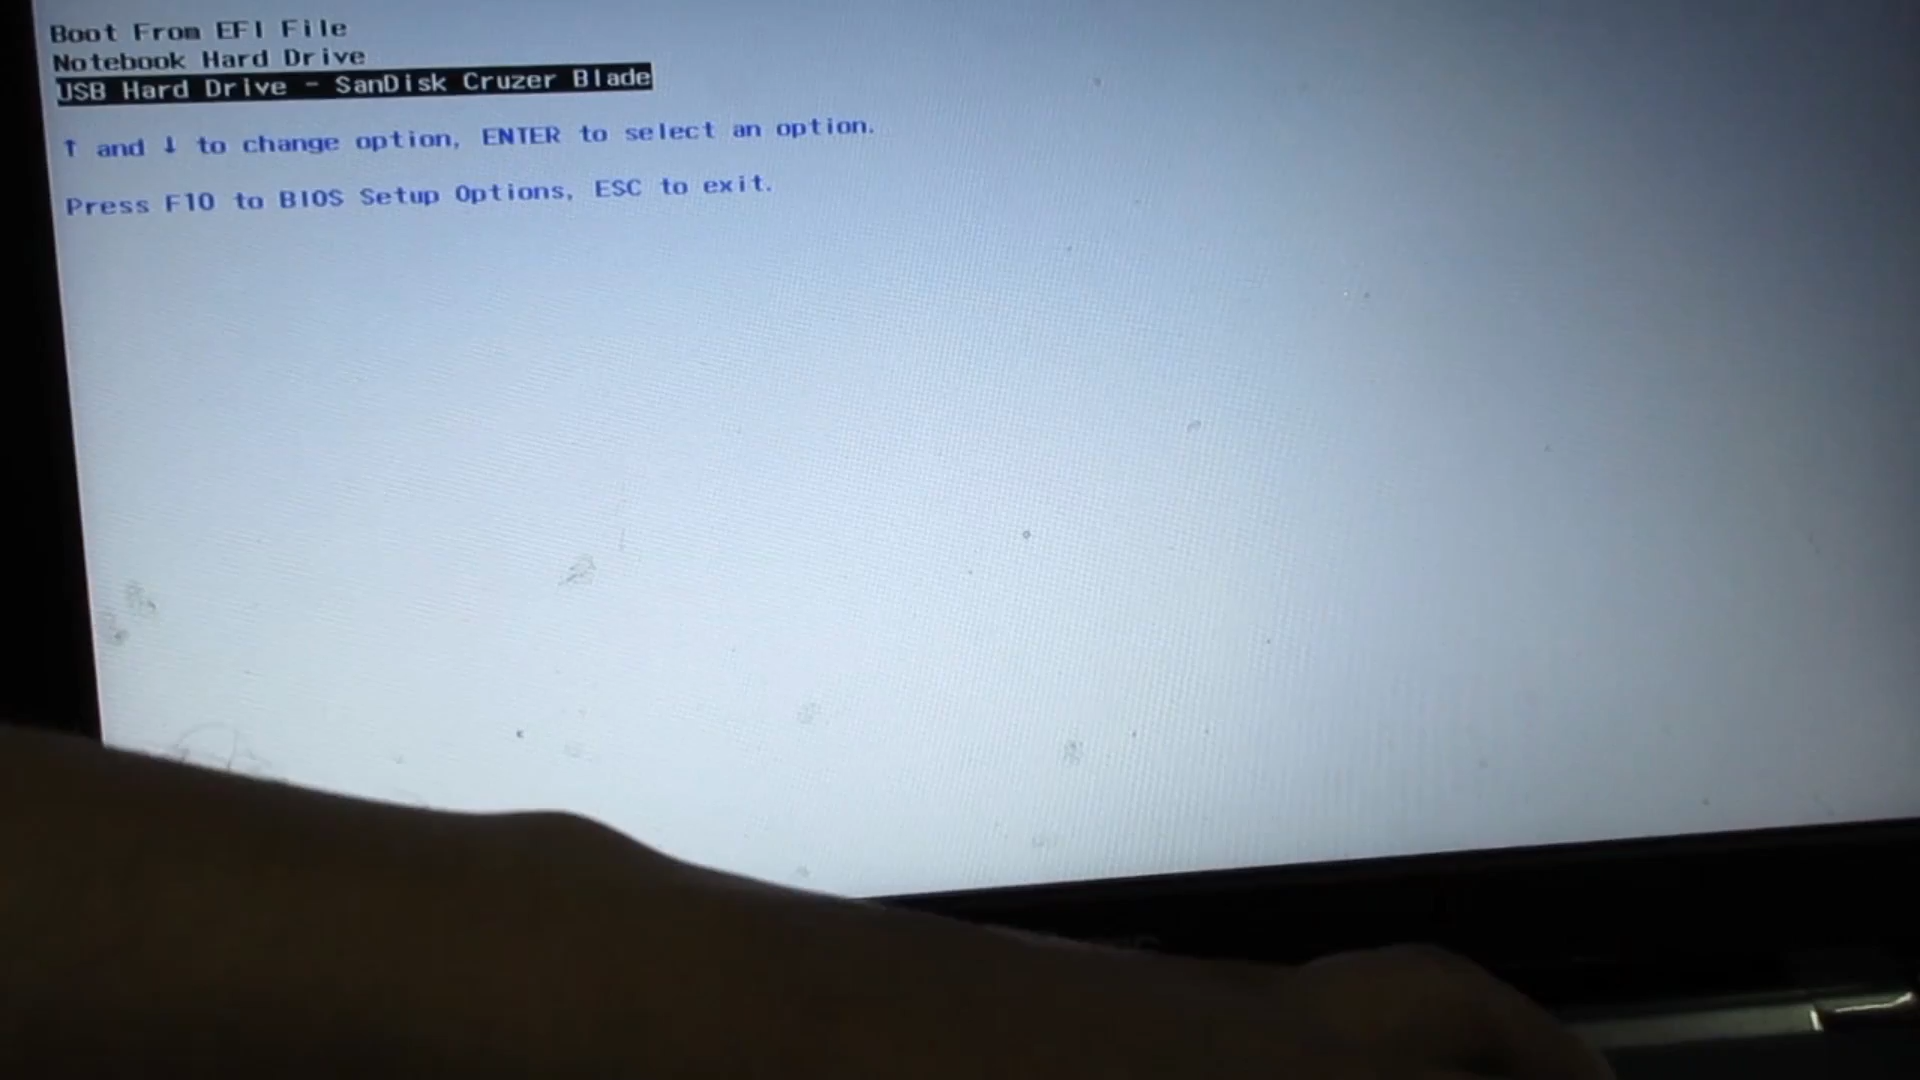 Boot From EFI File
Notebook Hard Drive
USB Hard Drive - SanDisk Cruzer Blade
↑ and ↓ to change option, ENTER to select an option.
Press F10 to BIOS Setup Options, ESC to exit.